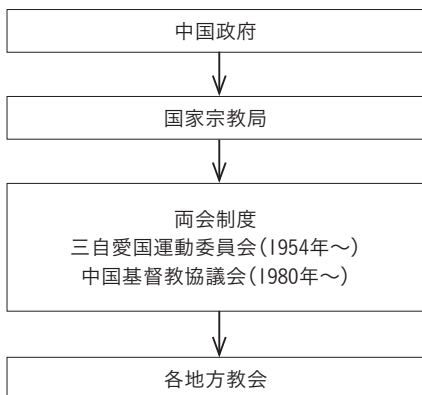 中国政府
国家宗教局
両会制度
三自愛国運動委員会(1954年～)
中国基督教協議会(1980年～)
各地方教会